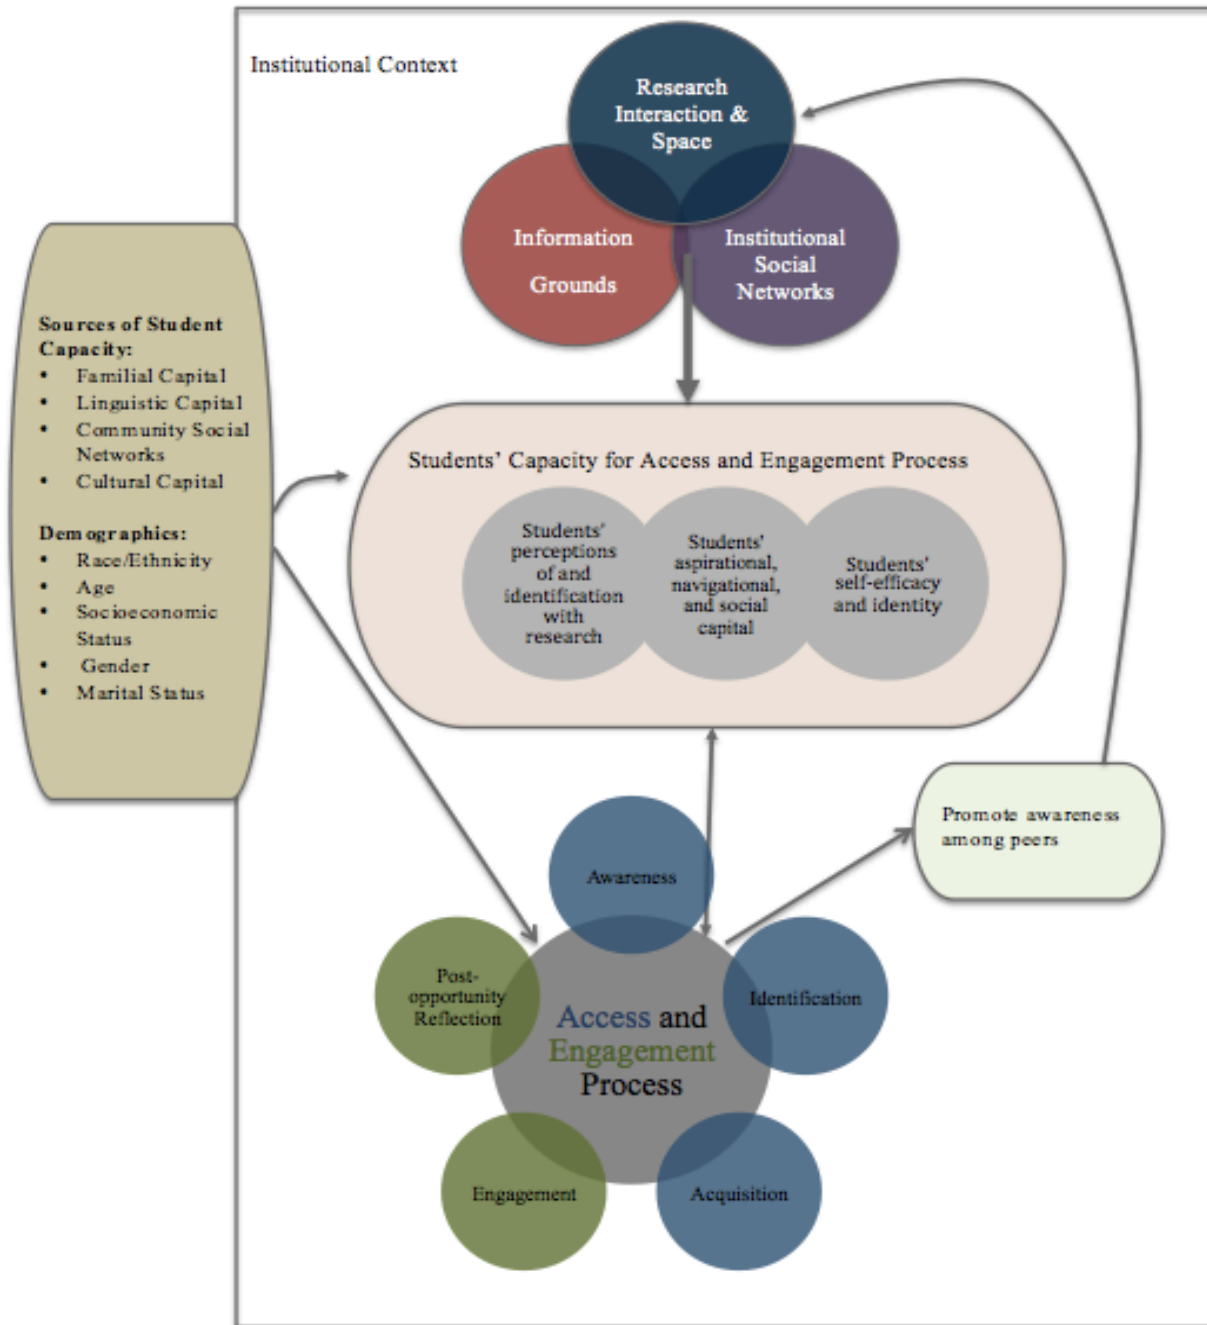 Institutional Context
Research
Interaction &
Space
Information
Grounds
Institutional
Social
Networks
Sources of Student
Capacity:
• Familial Capital
• Linguistic Capital
• Community Social
Networks
• Cultural Capital
Demographics:
• Race/Ethnicity
• Age
• Socioeconomic
Status
• Gender
• Marital Status
Students' Capacity for Access and Engagement Process
Students'
perceptions
of and
identification
with
research
Students'
aspirational,
navigational,
and social
capital
Students'
self-efficacy
and identity
Promote awareness
among peers
Awareness
Post-
opportunity
Reflection
Identification
Access and
Engagement
Process
Engagement
Acquisition